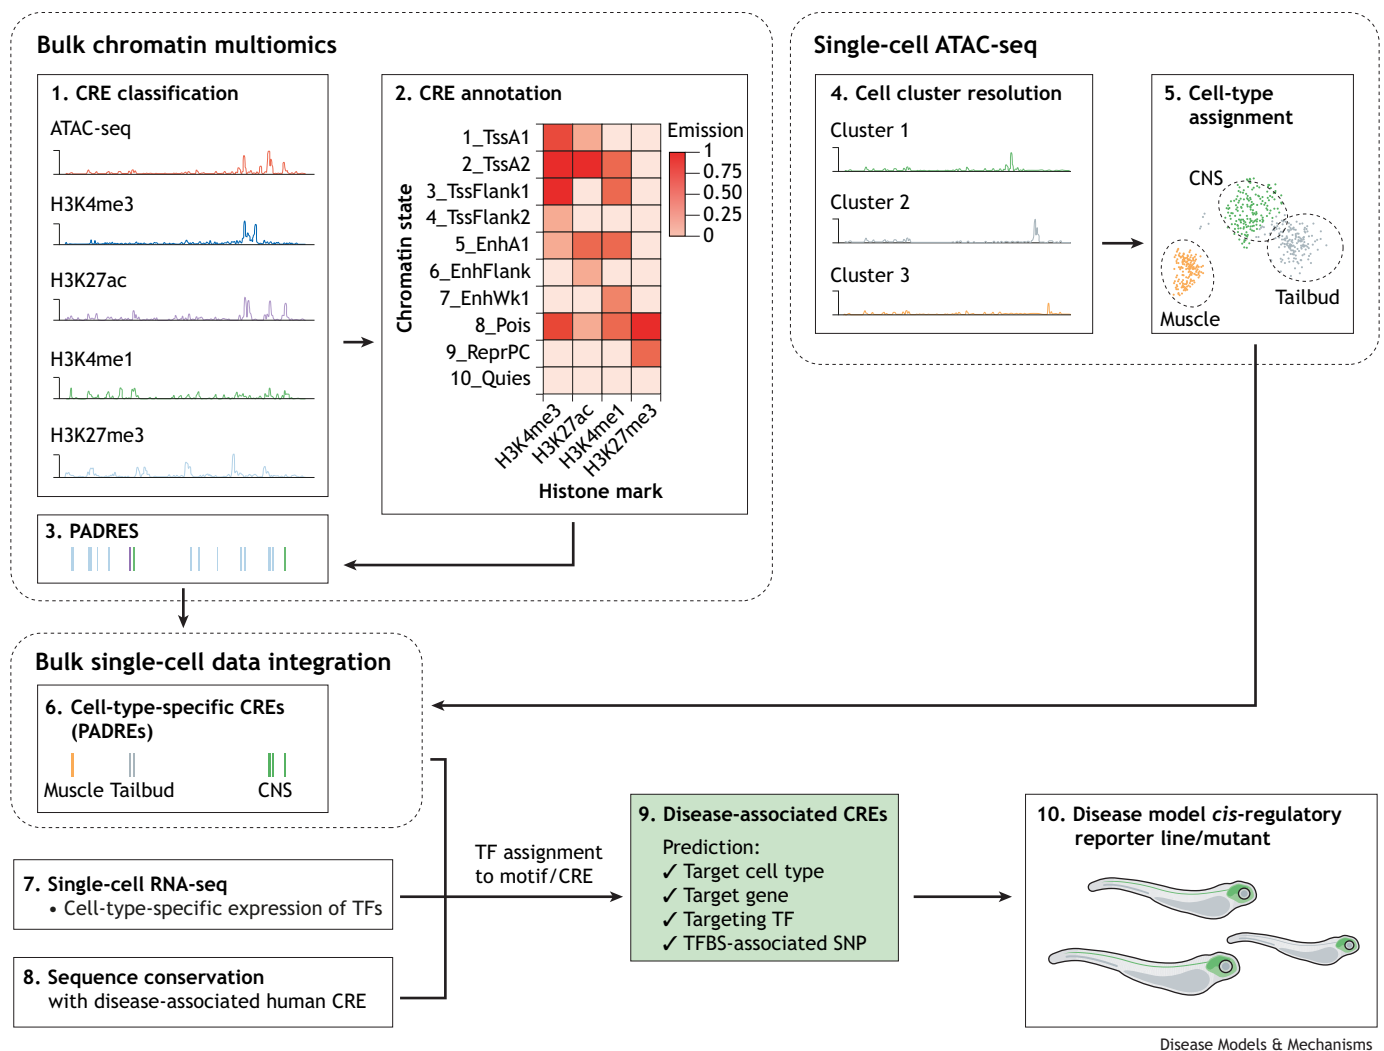 Bulk chromatin multiomics
1. CRE classification
ATAC-seq
H3K4me3
H3K27ac
H3K4me1
H3K27me3
2. CRE annotation
Chromatin state
1_TssA1
2_TssA2
3_TssFlank1
4_TssFlank2
5_EnhA1
6_EnhFlank
7_EnhWk1
8_Pois
9_ReprPC
10_Quies
H3K4me3
H3K27ac
H3K4me1
H3K27me3
Histone mark
Emission
1
0.75
0.50
0.25
0
3. PADRES
Single-cell ATAC-seq
4. Cell cluster resolution
Cluster 1
Cluster 2
Cluster 3
5. Cell-type
assignment
CNS
Tailbud
Muscle
Bulk single-cell data integration
6. Cell-type-specific CREs
(PADREs)
Muscle Tailbud CNS
7. Single-cell RNA-seq
• Cell-type-specific expression of TFs
8. Sequence conservation
with disease-associated human CRE
TF assignment
to motif/CRE
9. Disease-associated CREs
Prediction:
✓ Target cell type
✓ Target gene
✓ Targeting TF
✓ TFBS-associated SNP
10. Disease model cis-regulatory
reporter line/mutant
Disease Models & Mechanisms